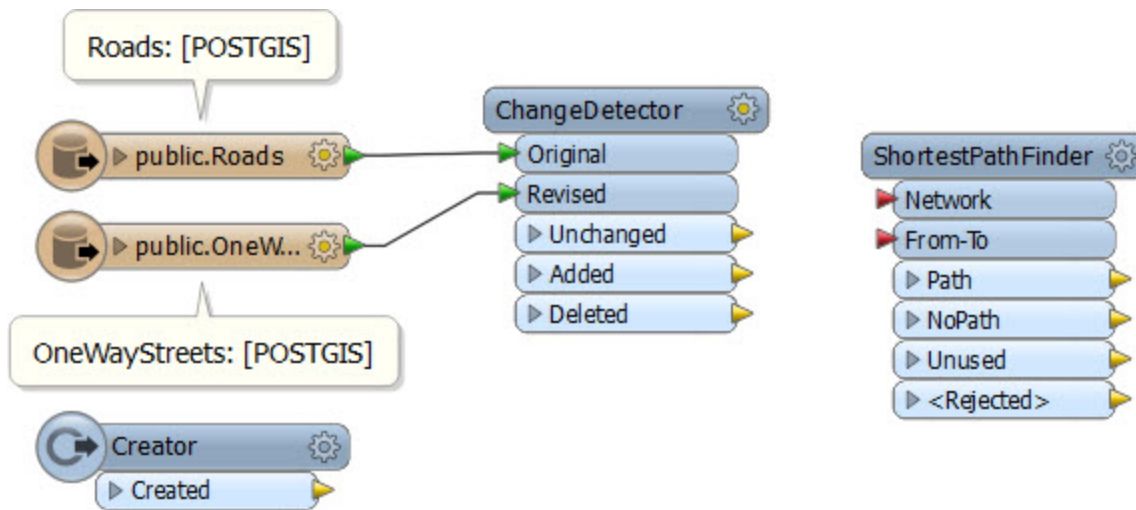 Roads: [POSTGIS]
public.Roads
public.OneW...
OneWayStreets: [POSTGIS]
Creator
Created
ChangeDetector
Original
Revised
Unchanged
Added
Deleted
ShortestPathFinder
Network
From-To
Path
NoPath
Unused
<Rejected>